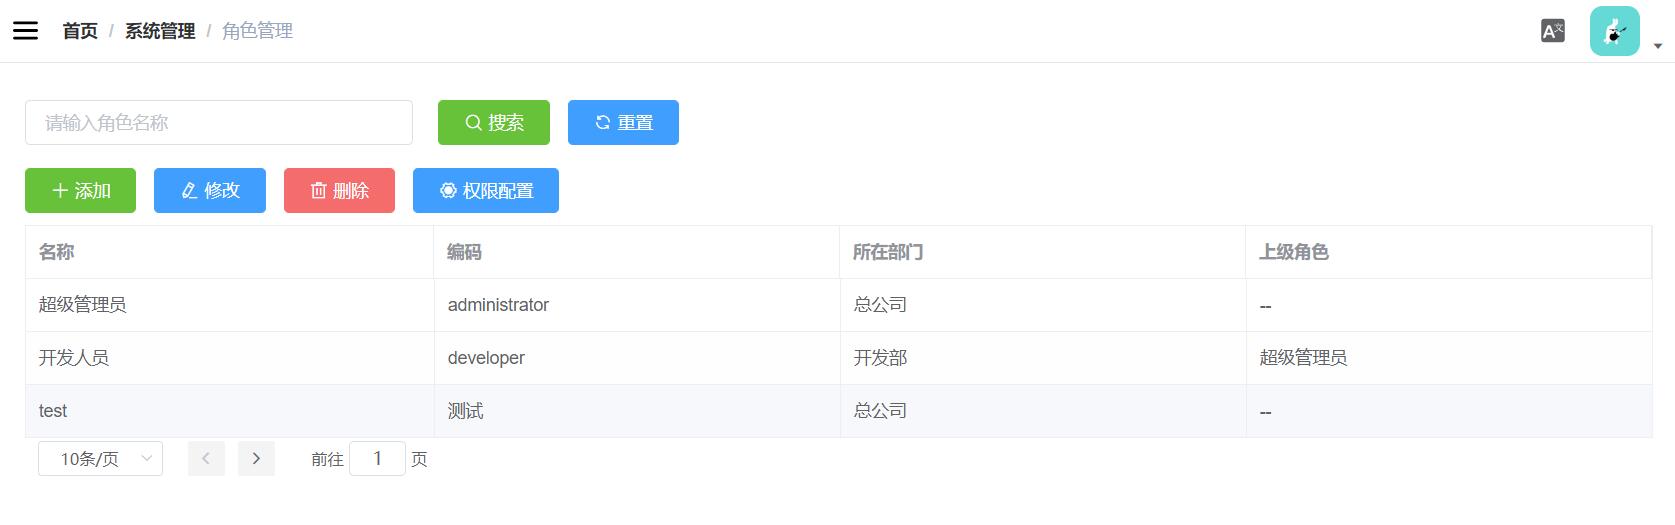 首页 / 系统管理 / 角色管理
请输入角色名称 搜索 重置
添加 修改 删除 权限配置
名称 编码 所在部门 上级角色
超级管理员 administrator 总公司 --
开发人员 developer 开发部 超级管理员
test 测试 总公司 --
10条/页 前往 1 页